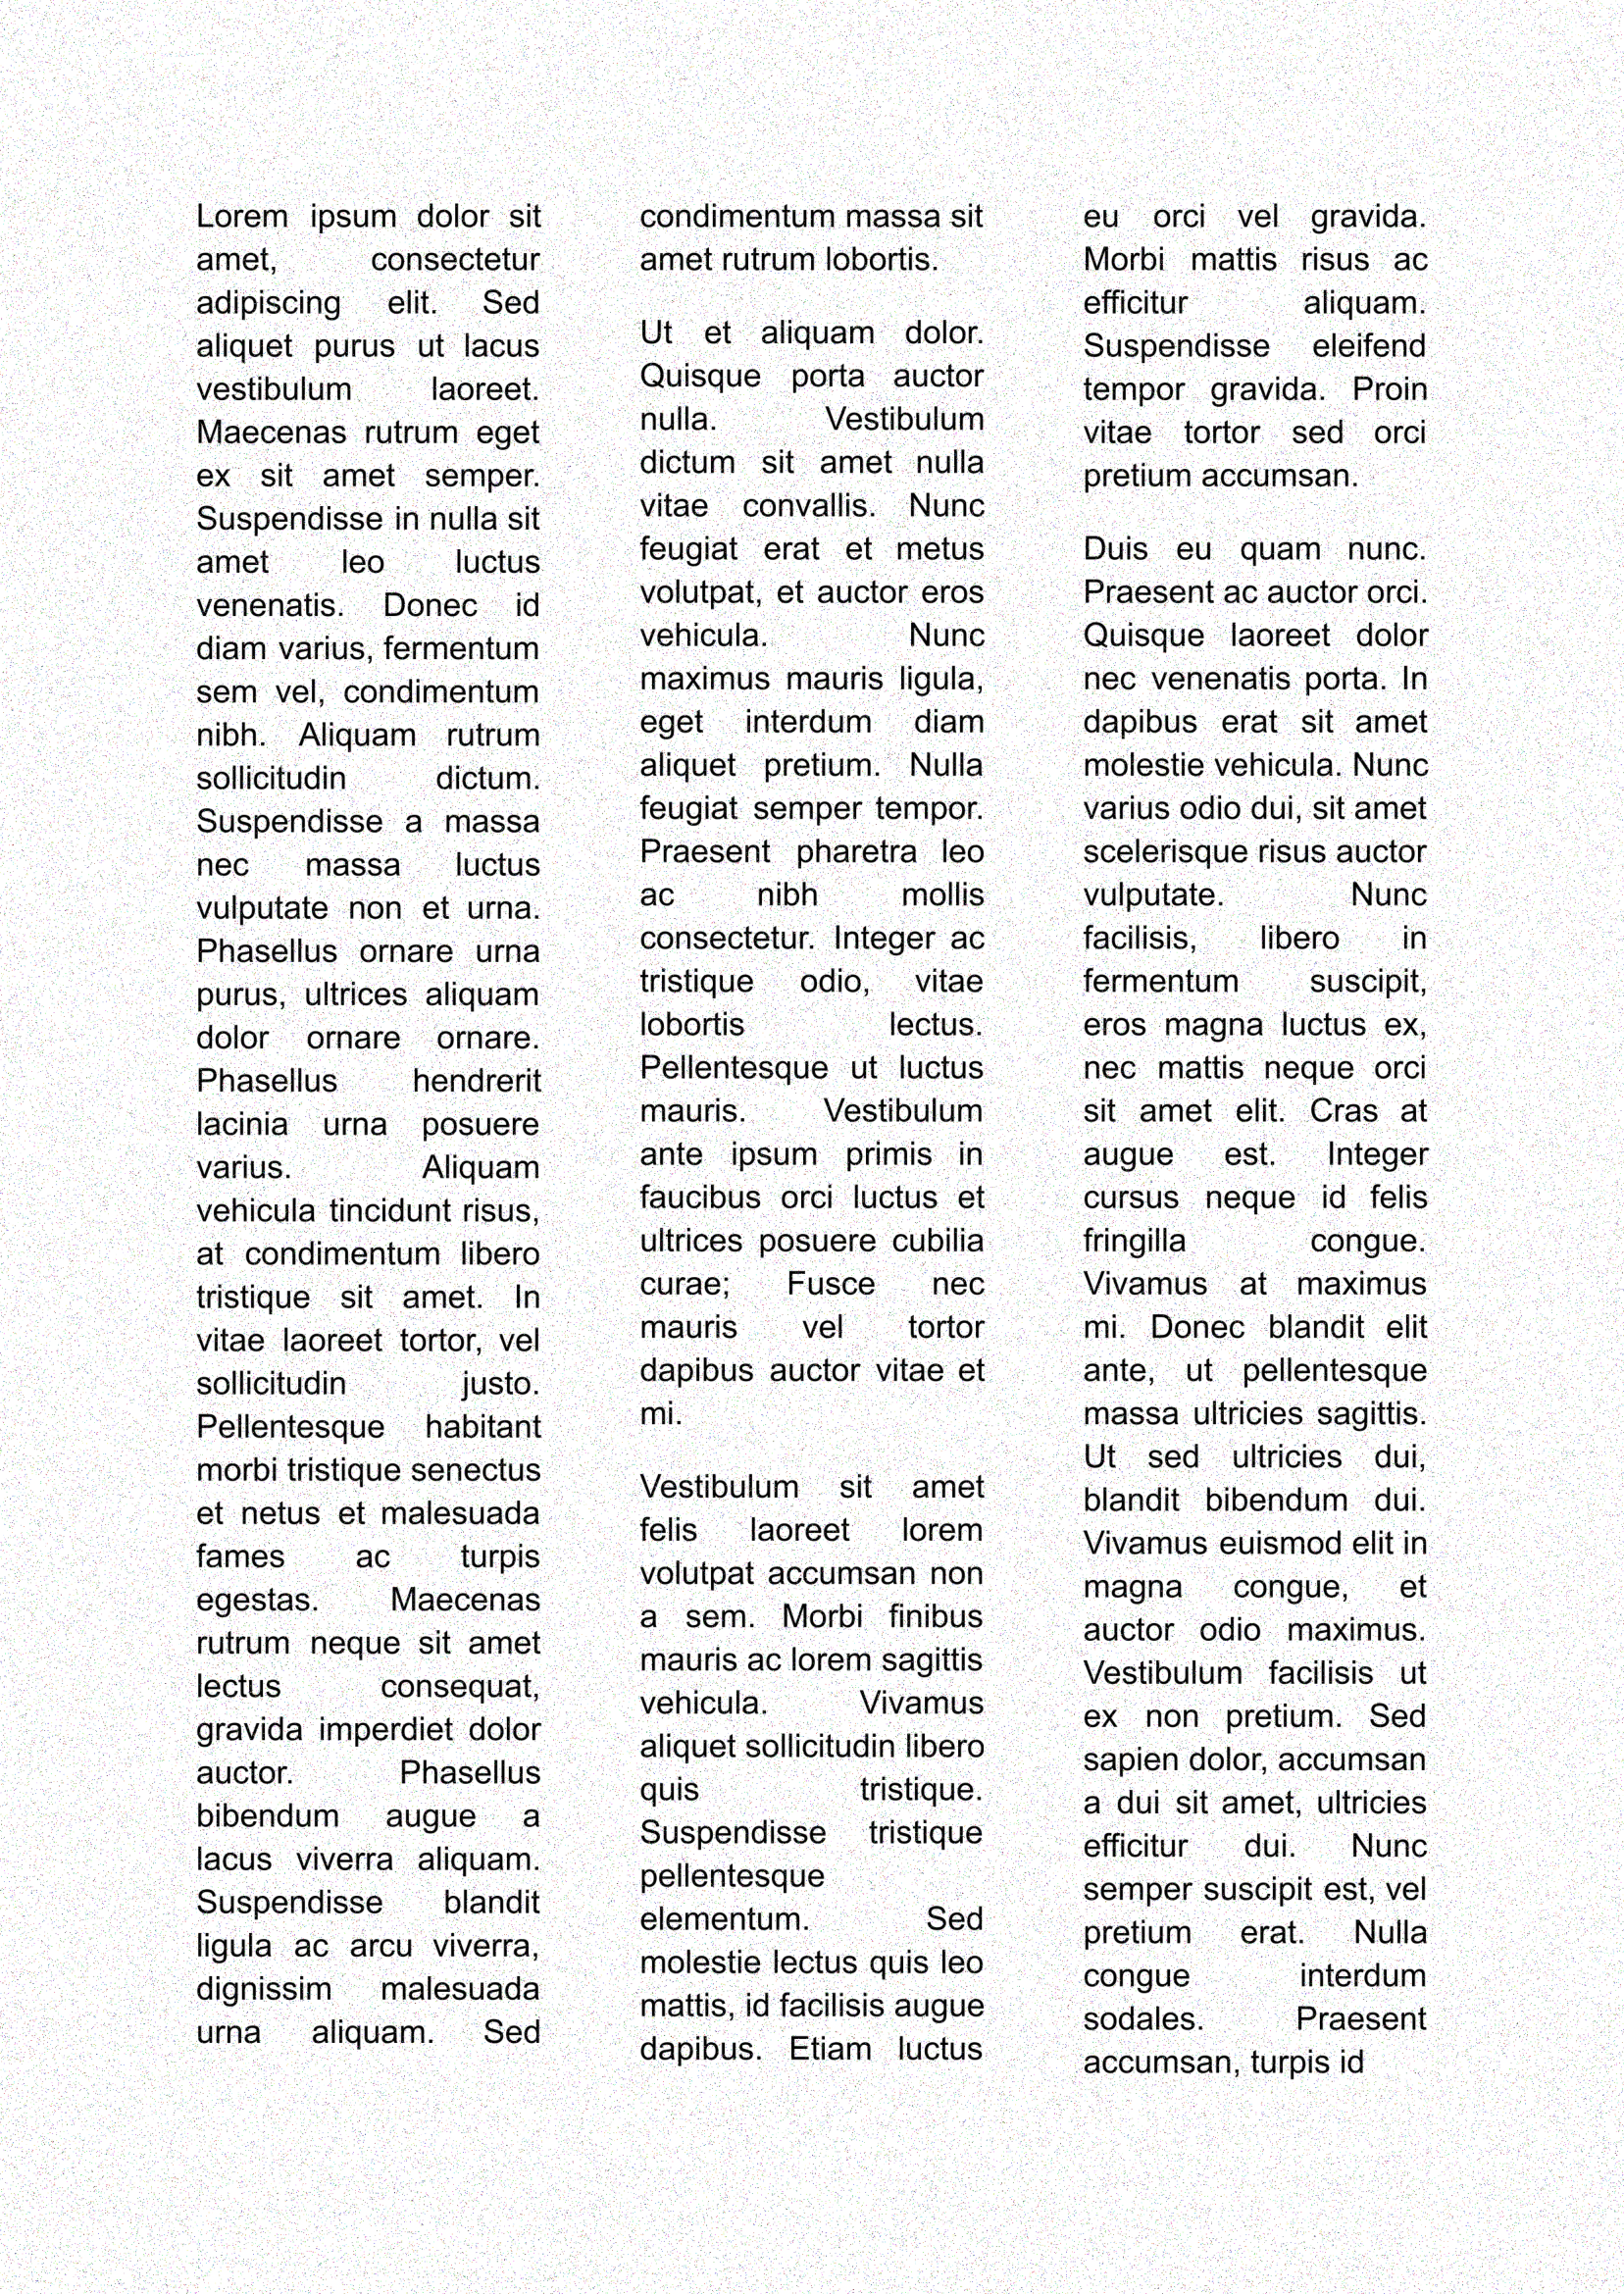 Lorem ipsum dolor sit
amet, consectetur
adipiscing elit. Sed
aliquet purus ut lacus
vestibulum laoreet.
Maecenas rutrum eget
ex sit amet semper.
Suspendisse in nulla sit
amet leo luctus
venenatis. Donec id
diam varius, fermentum
sem vel, condimentum
nibh. Aliquam rutrum
sollicitudin dictum.
Suspendisse a massa
nec massa luctus
vulputate non et urna.
Phasellus ornare urna
purus, ultrices aliquam
dolor ornare ornare.
Phasellus hendrerit
lacinia urna posuere
varius. Aliquam
vehicula tincidunt risus,
at condimentum libero
tristique sit amet. In
vitae laoreet tortor, vel
sollicitudin justo.
Pellentesque habitant
morbi tristique senectus
et netus et malesuada
fames ac turpis
egestas. Maecenas
rutrum neque sit amet
lectus consequat,
gravida imperdiet dolor
auctor. Phasellus
bibendum augue a
lacus viverra aliquam.
Suspendisse blandit
ligula ac arcu viverra,
dignissim malesuada
urna aliquam. Sed
condimentum massa sit
amet rutrum lobortis.
Ut et aliquam dolor.
Quisque porta auctor
nulla. Vestibulum
dictum sit amet nulla
vitae convallis. Nunc
feugiat erat et metus
volutpat, et auctor eros
vehicula. Nunc
maximus mauris ligula,
eget interdum diam
aliquet pretium. Nulla
feugiat semper tempor.
Praesent pharetra leo
ac nibh mollis
consectetur. Integer ac
tristique odio, vitae
lobortis lectus.
Pellentesque ut luctus
mauris. Vestibulum
ante ipsum primis in
faucibus orci luctus et
ultrices posuere cubilia
curae; Fusce nec
mauris vel tortor
dapibus auctor vitae et
mi.
Vestibulum sit amet
felis laoreet lorem
volutpat accumsan non
a sem. Morbi finibus
mauris ac lorem sagittis
vehicula. Vivamus
aliquet sollicitudin libero
quis tristique.
Suspendisse tristique
pellentesque
elementum. Sed
molestie lectus quis leo
mattis, id facilisis augue
dapibus. Etiam luctus
eu orci vel gravida.
Morbi mattis risus ac
efficitur aliquam.
Suspendisse eleifend
tempor gravida. Proin
vitae tortor sed orci
pretium accumsan.
Duis eu quam nunc.
Praesent ac auctor orci.
Quisque laoreet dolor
nec venenatis porta. In
dapibus erat sit amet
molestie vehicula. Nunc
varius odio dui, sit amet
scelerisque risus auctor
vulputate. Nunc
facilisis, libero in
fermentum suscipit,
eros magna luctus ex,
nec mattis neque orci
sit amet elit. Cras at
augue est. Integer
cursus neque id felis
fringilla congue.
Vivamus at maximus
mi. Donec blandit elit
ante, ut pellentesque
massa ultricies sagittis.
Ut sed ultricies dui,
blandit bibendum dui.
Vivamus euismod elit in
magna congue, et
auctor odio maximus.
Vestibulum facilisis ut
ex non pretium. Sed
sapien dolor, accumsan
a dui sit amet, ultricies
efficitur dui. Nunc
semper suscipit est, vel
pretium erat. Nulla
congue interdum
sodales. Praesent
accumsan, turpis id